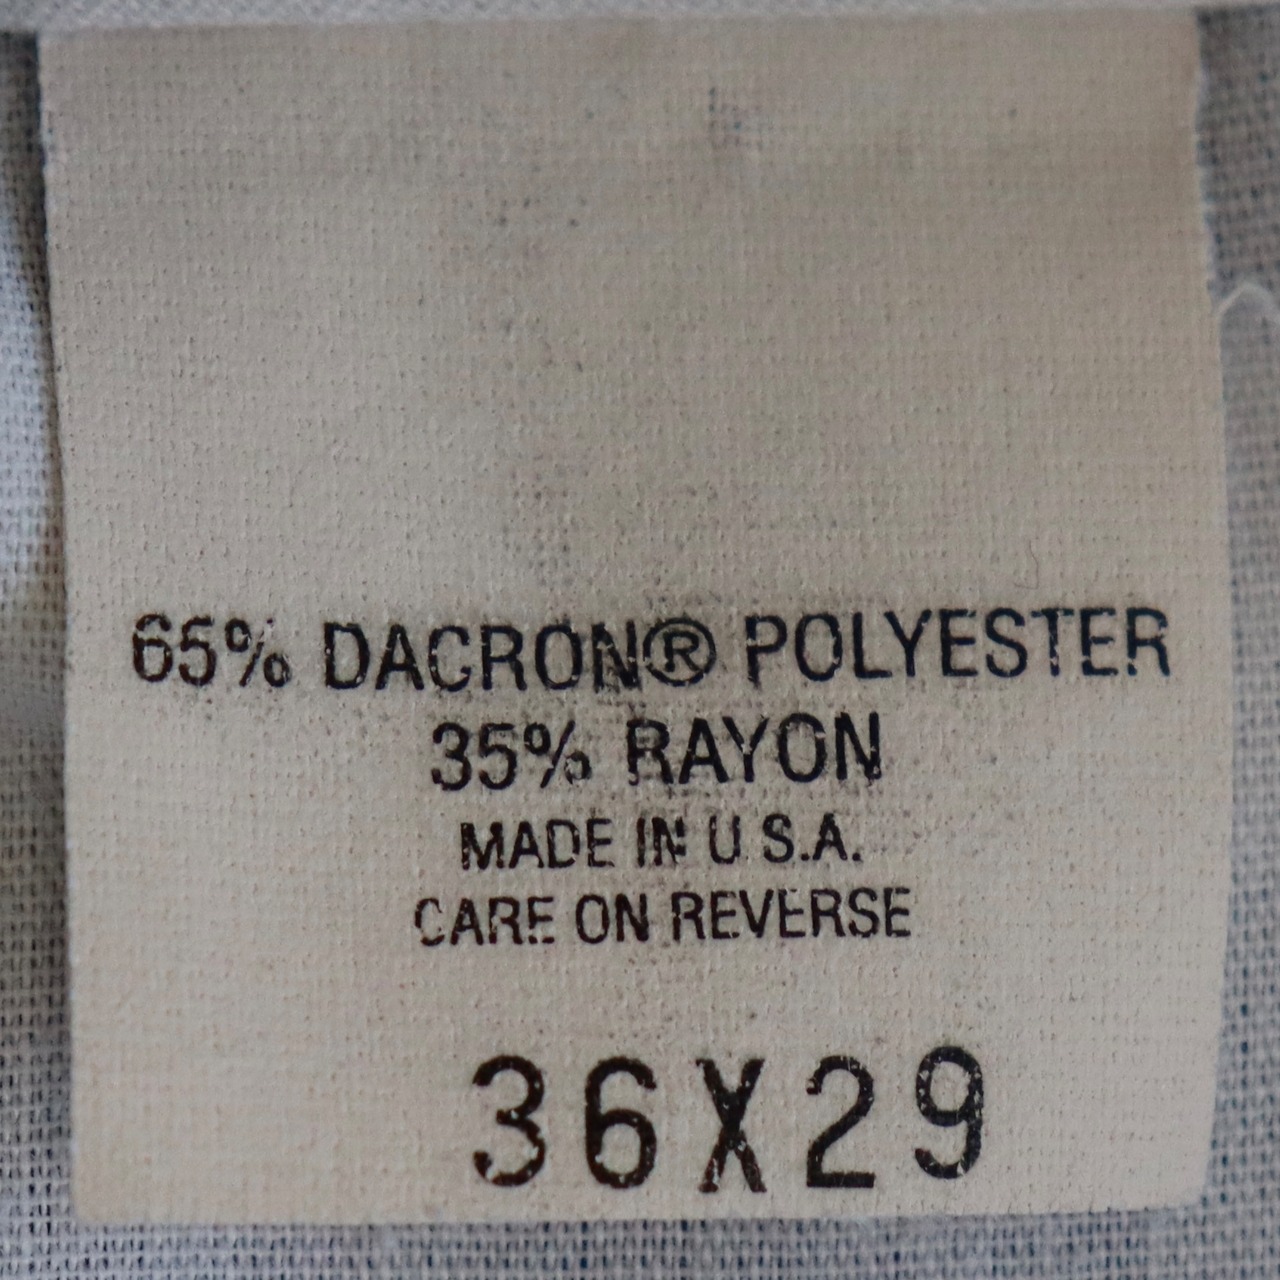 65% DACRON® POLYESTER
35% RAYON
MADE IN U.S.A.
CARE ON REVERSE
36X29